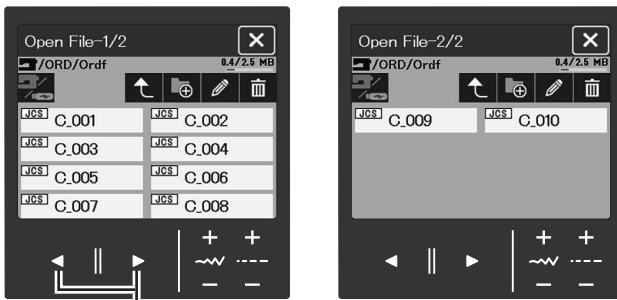 Open File-1/2
/ORD/Ordf 0.4/2.5 MB
JCS C_001 JCS C_002
JCS C_003 JCS C_004
JCS C_005 JCS C_006
JCS C_007 JCS C_008
Open File-2/2
/ORD/Ordf 0.4/2.5 MB
JCS C_009 JCS C_010